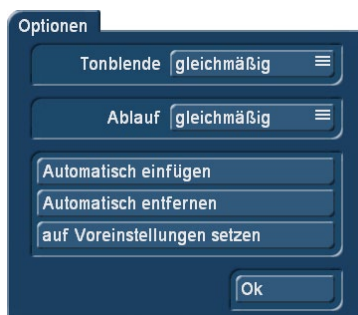 Optionen
Tonblende gleichmäßig
Ablauf gleichmäßig
Automatisch einfügen
Automatisch entfernen
auf Voreinstellungen setzen
Ok